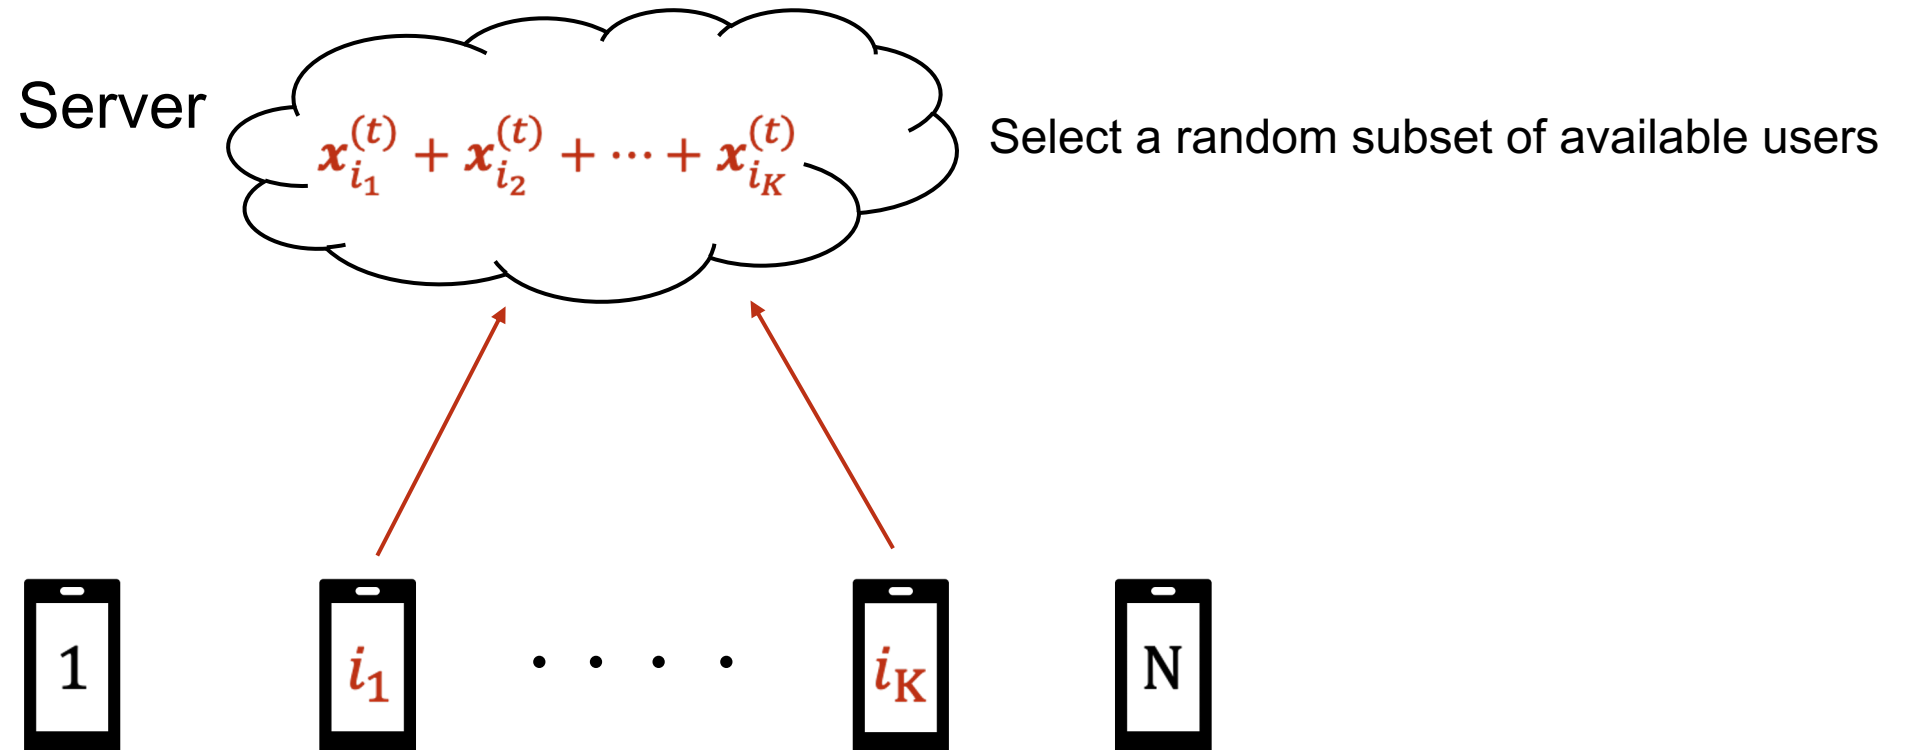 Server
𝒙_{i_1}^{(t)} + 𝒙_{i_2}^{(t)} + ⋯ + 𝒙_{i_K}^{(t)}
Select a random subset of available users
1
i_1
. . . .
i_K
N